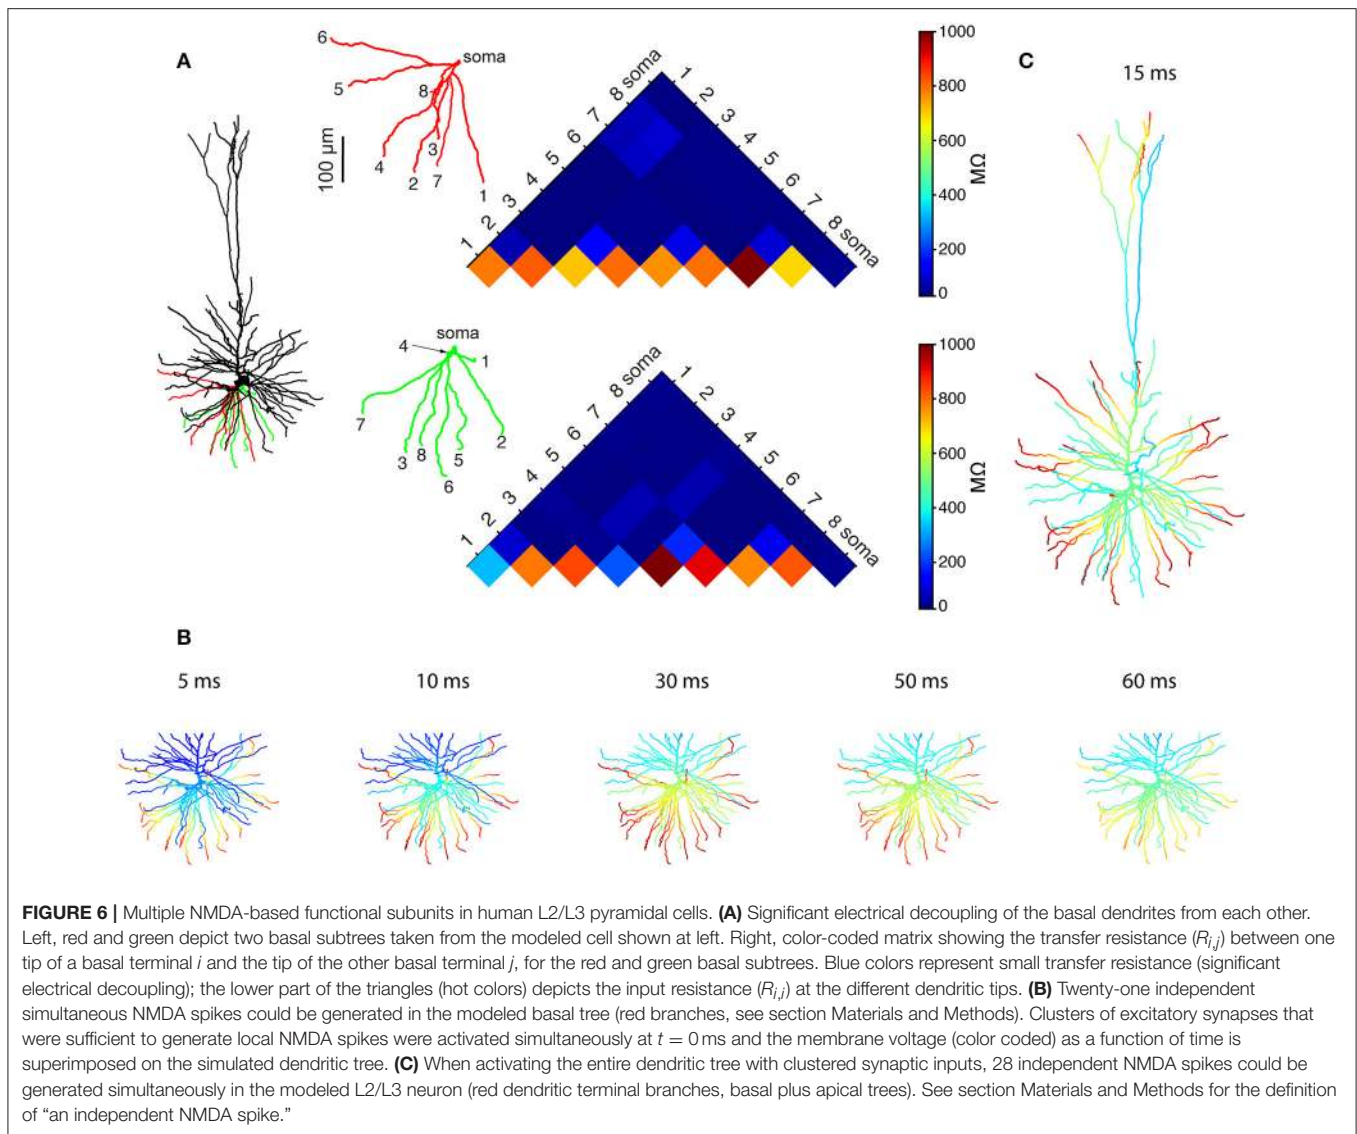 A
6
soma
5
8
4
3
2
7
1
100 µm
1
2
3
4
5
6
7
8
soma
1
2
3
4
5
6
7
8
soma
1000
800
600
400
200
0
MΩ
C
15 ms
soma
4
1
7
3
8
5
2
6
1
2
3
4
5
6
7
8
soma
1
2
3
4
5
6
7
8
soma
1000
800
600
400
200
0
MΩ
B
5 ms
10 ms
30 ms
50 ms
60 ms
FIGURE 6 | Multiple NMDA-based functional subunits in human L2/L3 pyramidal cells. (A) Significant electrical decoupling of the basal dendrites from each other.
Left, red and green depict two basal subtrees taken from the modeled cell shown at left. Right, color-coded matrix showing the transfer resistance (Ri,j) between one
tip of a basal terminal i and the tip of the other basal terminal j, for the red and green basal subtrees. Blue colors represent small transfer resistance (significant
electrical decoupling); the lower part of the triangles (hot colors) depicts the input resistance (Ri,j) at the different dendritic tips. (B) Twenty-one independent
simultaneous NMDA spikes could be generated in the modeled basal tree (red branches, see section Materials and Methods). Clusters of excitatory synapses that
were sufficient to generate local NMDA spikes were activated simultaneously at t = 0 ms and the membrane voltage (color coded) as a function of time is
superimposed on the simulated dendritic tree. (C) When activating the entire dendritic tree with clustered synaptic inputs, 28 independent NMDA spikes could be
generated simultaneously in the modeled L2/L3 neuron (red dendritic terminal branches, basal plus apical trees). See section Materials and Methods for the definition
of “an independent NMDA spike.”